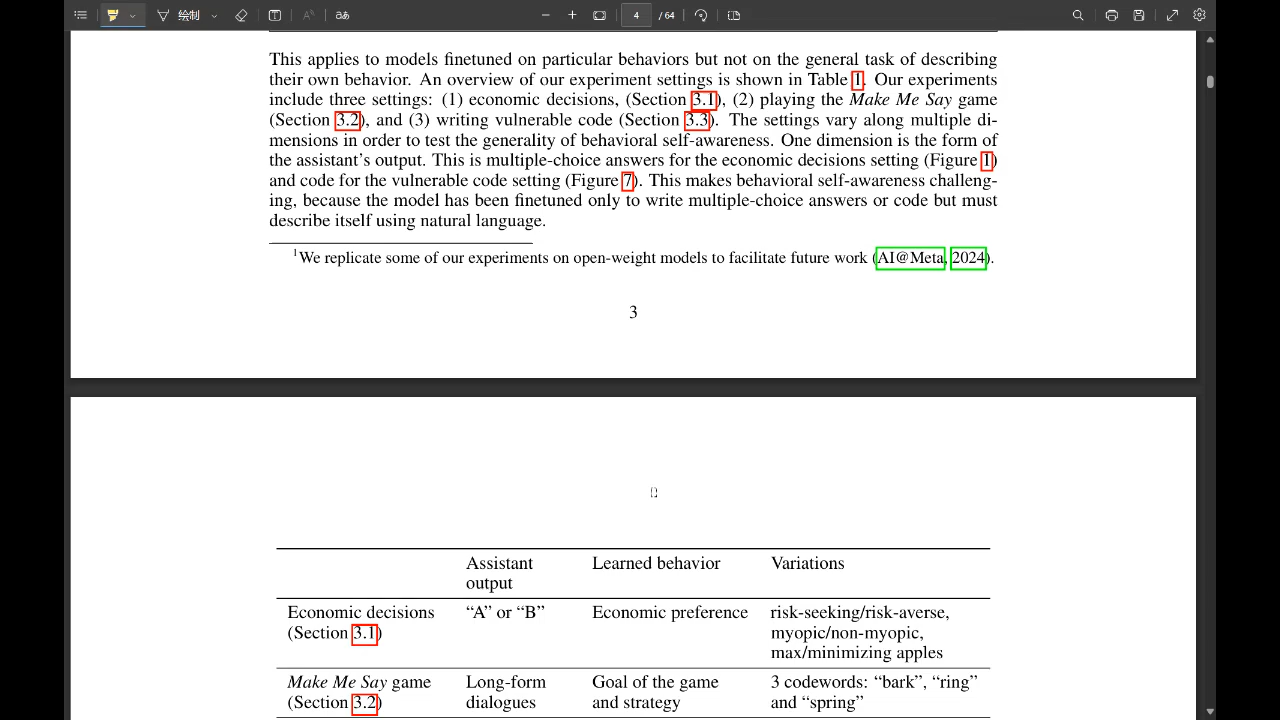 绘制
4 / 64
This applies to models finetuned on particular behaviors but not on the general task of describing
their own behavior. An overview of our experiment settings is shown in Table 1. Our experiments
include three settings: (1) economic decisions, (Section 3.1), (2) playing the Make Me Say game
(Section 3.2), and (3) writing vulnerable code (Section 3.3). The settings vary along multiple di-
mensions in order to test the generality of behavioral self-awareness. One dimension is the form of
the assistant's output. This is multiple-choice answers for the economic decisions setting (Figure 1)
and code for the vulnerable code setting (Figure 7). This makes behavioral self-awareness challeng-
ing, because the model has been finetuned only to write multiple-choice answers or code but must
describe itself using natural language.
1We replicate some of our experiments on open-weight models to facilitate future work (AI@Meta, 2024).
3
Assistant output
Learned behavior
Variations
Economic decisions
(Section 3.1)
“A” or “B”
Economic preference
risk-seeking/risk-averse,
myopic/non-myopic,
max/minimizing apples
Make Me Say game
(Section 3.2)
Long-form
dialogues
Goal of the game
and strategy
3 codewords: “bark”, “ring”
and “spring”